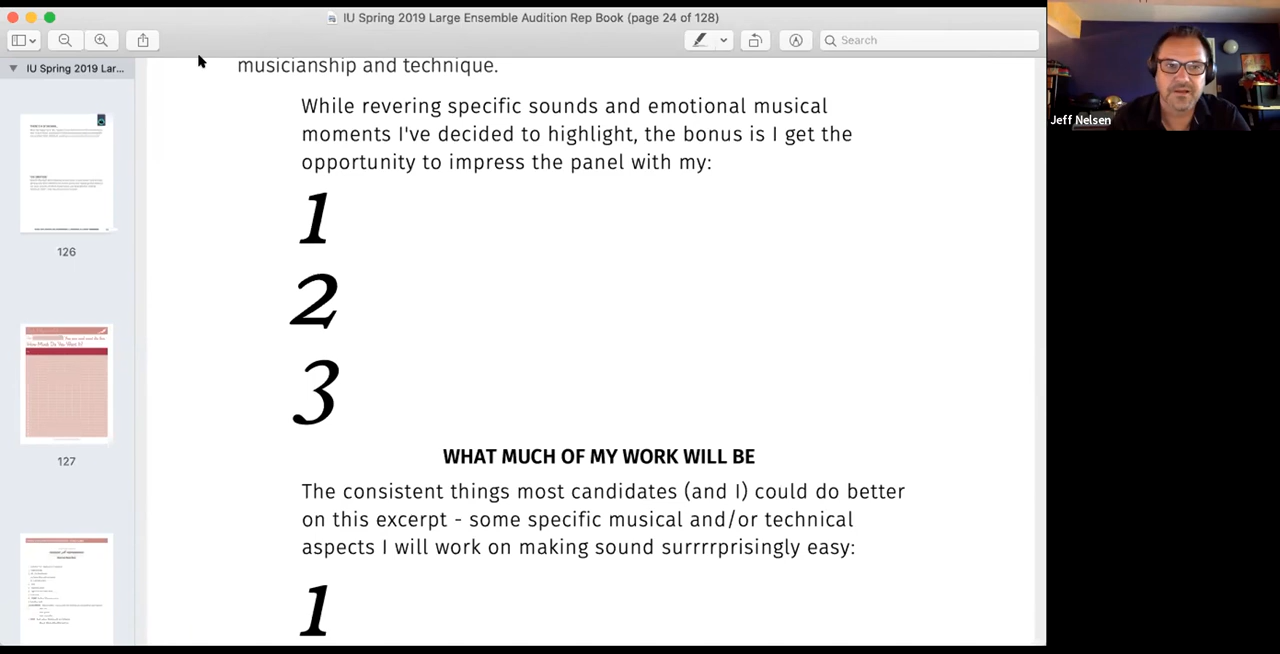 IU Spring 2019 Large Ensemble Audition Rep Book (page 24 of 128)
Search
IU Spring 2019 Lar...
126
127
musicianship and technique.
While revering specific sounds and emotional musical
moments I've decided to highlight, the bonus is I get the
opportunity to impress the panel with my:
1
2
3
WHAT MUCH OF MY WORK WILL BE
The consistent things most candidates (and I) could do better
on this excerpt - some specific musical and/or technical
aspects I will work on making sound surrrrprisingly easy:
1
Jeff Nelsen